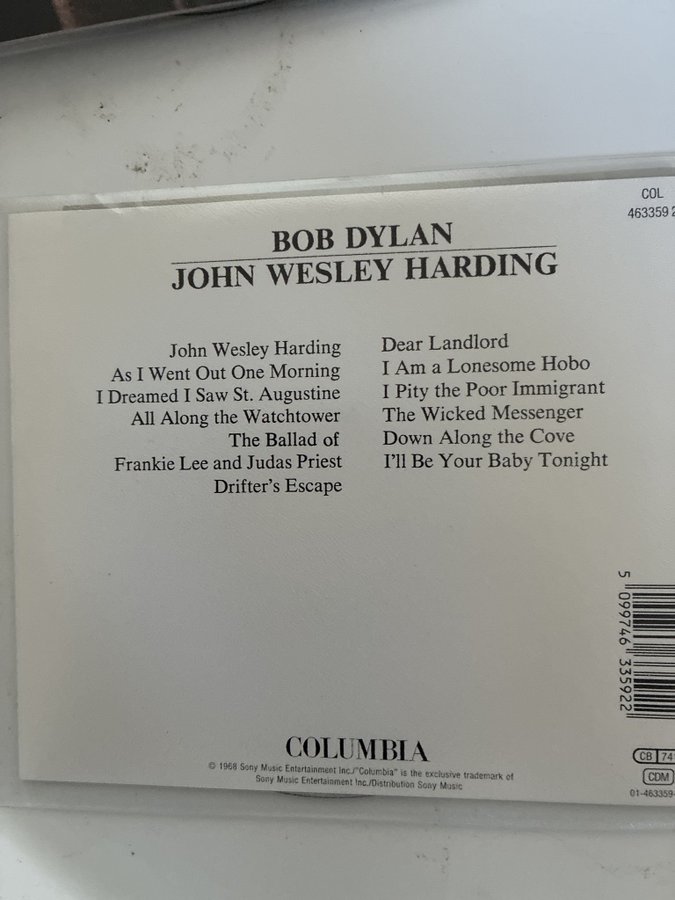 COL
463359 2
BOB DYLAN
JOHN WESLEY HARDING
John Wesley Harding
As I Went Out One Morning
I Dreamed I Saw St. Augustine
All Along the Watchtower
The Ballad of
Frankie Lee and Judas Priest
Drifter's Escape
Dear Landlord
I Am a Lonesome Hobo
I Pity the Poor Immigrant
The Wicked Messenger
Down Along the Cove
I'll Be Your Baby Tonight
5 099746 335922
COLUMBIA
© 1968 Sony Music Entertainment Inc./"Columbia" is the exclusive trademark of
Sony Music Entertainment Inc./Distribution Sony Music
CB 74
CDM
01-463359-